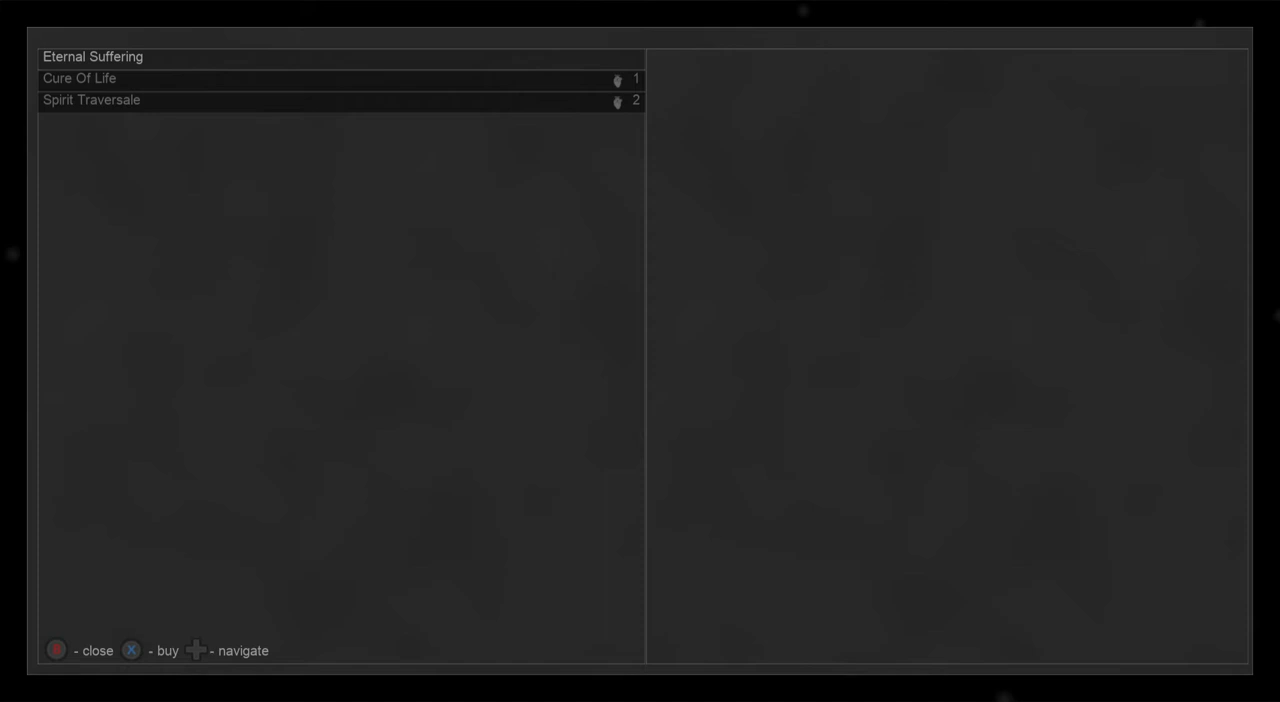 Eternal Suffering
Cure Of Life 1
Spirit Traversale 2
B - close X - buy - navigate